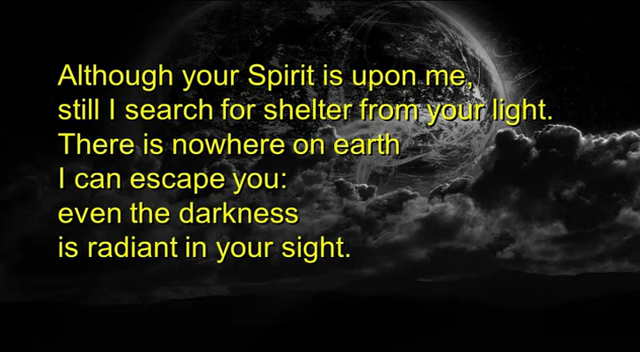 Although your Spirit is upon me,
still I search for shelter from your light.
There is nowhere on earth
I can escape you:
even the darkness
is radiant in your sight.